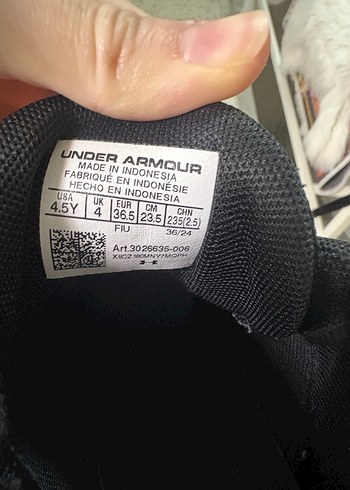 UNDER ARMOUR
MADE IN INDONESIA
FABRIQUÉ EN INDONÉSIE
HECHO EN INDONESIA
USA UK EUR CM CHN
4.5Y 4 36.5 23.5 235(2.5)
FIU 36/24
Art.3026635-006